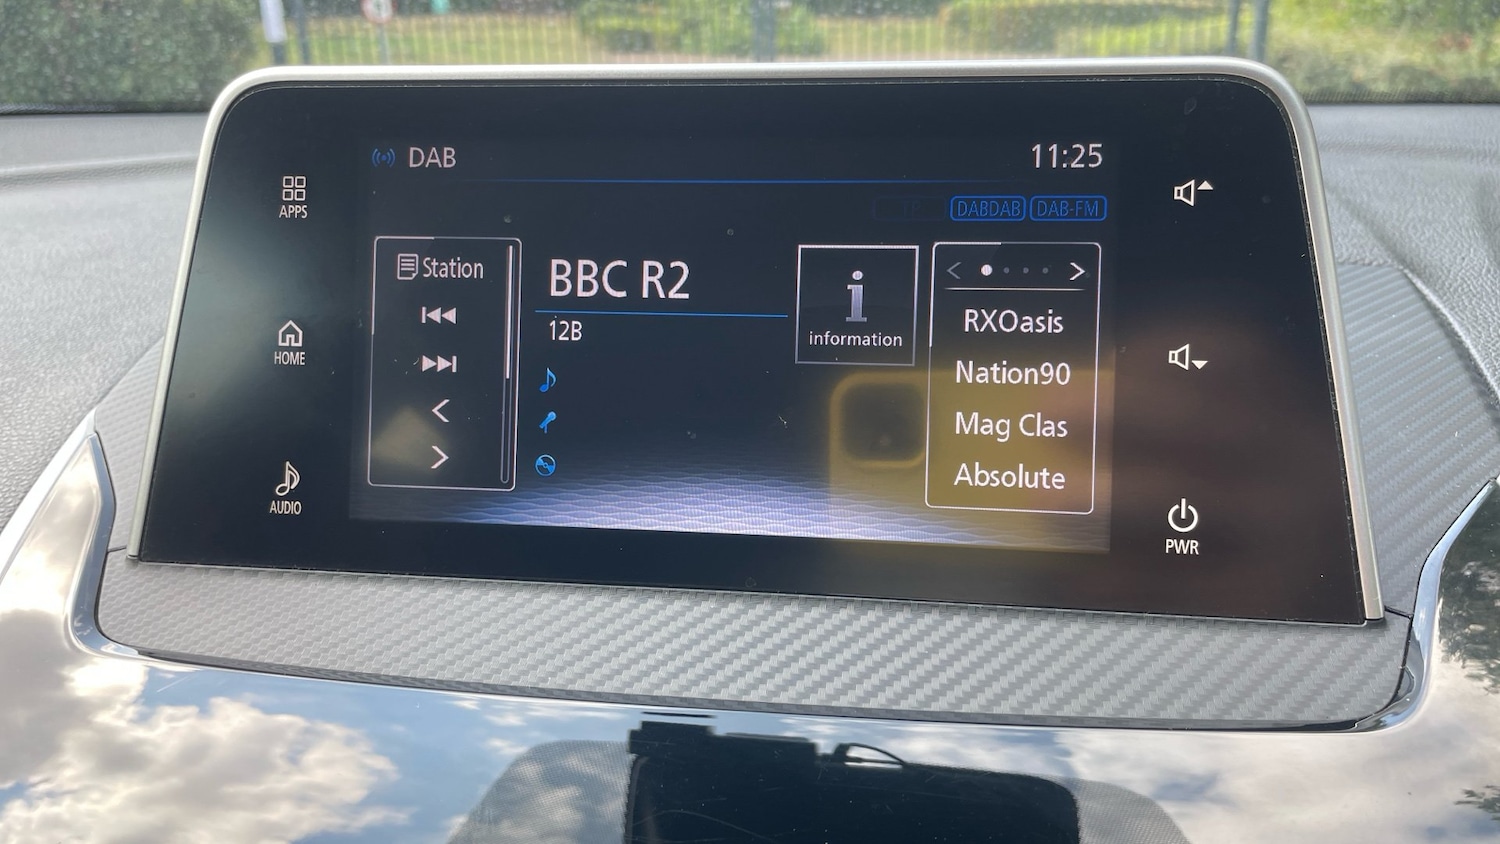 DAB
11:25
APPS
DABDAB
DAB-FM
Station
BBC R2
12B
information
RXOasis
Nation90
Mag Clas
Absolute
HOME
AUDIO
PWR